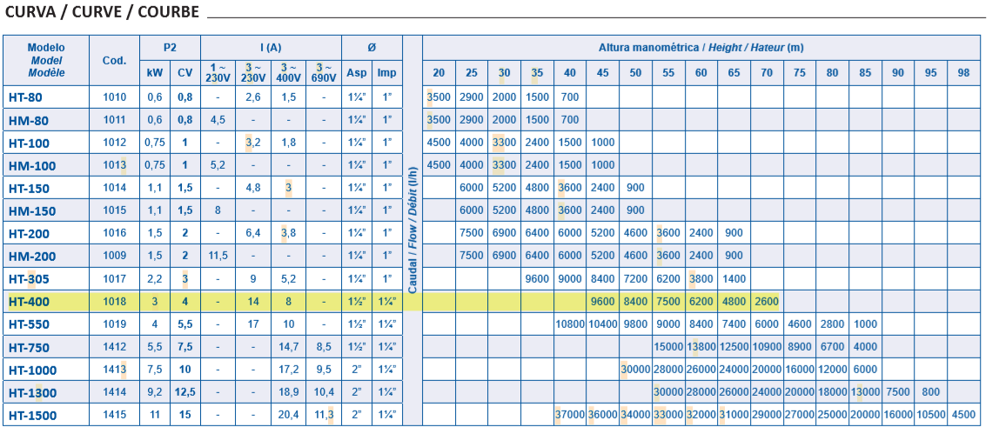 CURVA / CURVE / COURBE
Modelo Model Modèle Cod. P2 I (A) Ø Caudal / Flow / Débit (l/h) Altura manométrica / Height / Hateur (m)
kW CV 1 ~ 230V 3 ~ 230V 3 ~ 400V 3 ~ 690V Asp Imp 20 25 30 35 40 45 50 55 60 65 70 75 80 85 90 95 98
HT-80 1010 0,6 0,8 - 2,6 1,5 - 1¼" 1" 3500 2900 2000 1500 700
HM-80 1011 0,6 0,8 4,5 - - - 1¼" 1" 3500 2900 2000 1500 700
HT-100 1012 0,75 1 - 3,2 1,8 - 1¼" 1" 4500 4000 3300 2400 1500 1000
HM-100 1013 0,75 1 5,2 - - - 1¼" 1" 4500 4000 3300 2400 1500 1000
HT-150 1014 1,1 1,5 - 4,8 3 - 1¼" 1" 6000 5200 4800 3600 2400 900
HM-150 1015 1,1 1,5 8 - - - 1¼" 1" 6000 5200 4800 3600 2400 900
HT-200 1016 1,5 2 - 6,4 3,8 - 1¼" 1" 7500 6900 6400 6000 5200 4600 3600 2400 900
HM-200 1009 1,5 2 11,5 - - - 1¼" 1" 7500 6900 6400 6000 5200 4600 3600 2400 900
HT-305 1017 2,2 3 - 9 5,2 - 1¼" 1" 9600 9000 8400 7200 6200 3800 1400
HT-400 1018 3 4 - 14 8 - 1½" 1¼" 9600 8400 7500 6200 4800 2600
HT-550 1019 4 5,5 - 17 10 - 1½" 1¼" 10800 10400 9800 9000 8400 7400 6000 4600 2800 1000
HT-750 1412 5,5 7,5 - - 14,7 8,5 1½" 1¼" 15000 13800 12500 10900 8900 6700 4000
HT-1000 1413 7,5 10 - - 17,2 9,5 2" 1¼" 30000 28000 26000 24000 20000 16000 12000 6000
HT-1300 1414 9,2 12,5 - - 18,9 10,4 2" 1¼" 30000 28000 26000 24000 20000 18000 13000 7500 800
HT-1500 1415 11 15 - - 20,4 11,3 2" 1¼" 37000 36000 34000 33000 32000 31000 29000 27000 25000 20000 16000 10500 4500